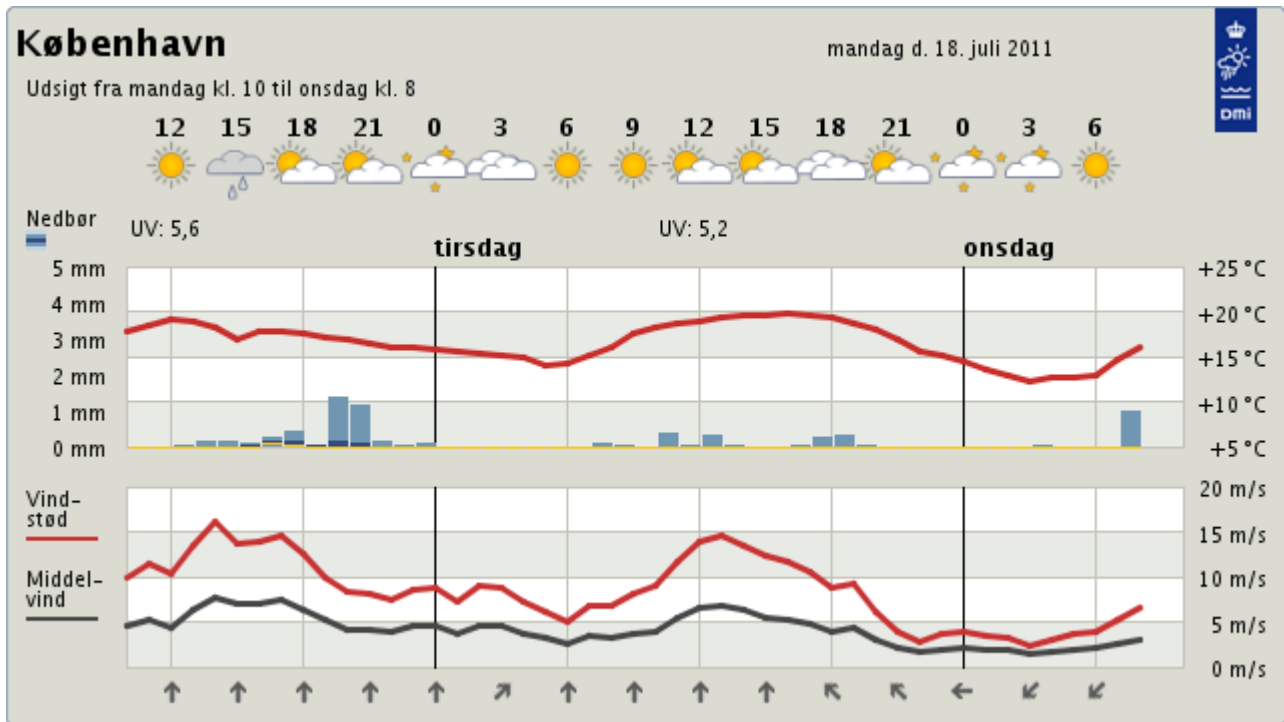 København
mandag d. 18. juli 2011
Udsigt fra mandag kl. 10 til onsdag kl. 8
12 15 18 21 0 3 6 9 12 15 18 21 0 3 6
DMI
Nedbør
UV: 5,6 UV: 5,2
tirsdag onsdag
5 mm +25 °C
4 mm +20 °C
3 mm +15 °C
2 mm
1 mm +10 °C
0 mm +5 °C
Vind-
stød
Middel-
vind
20 m/s
15 m/s
10 m/s
5 m/s
0 m/s